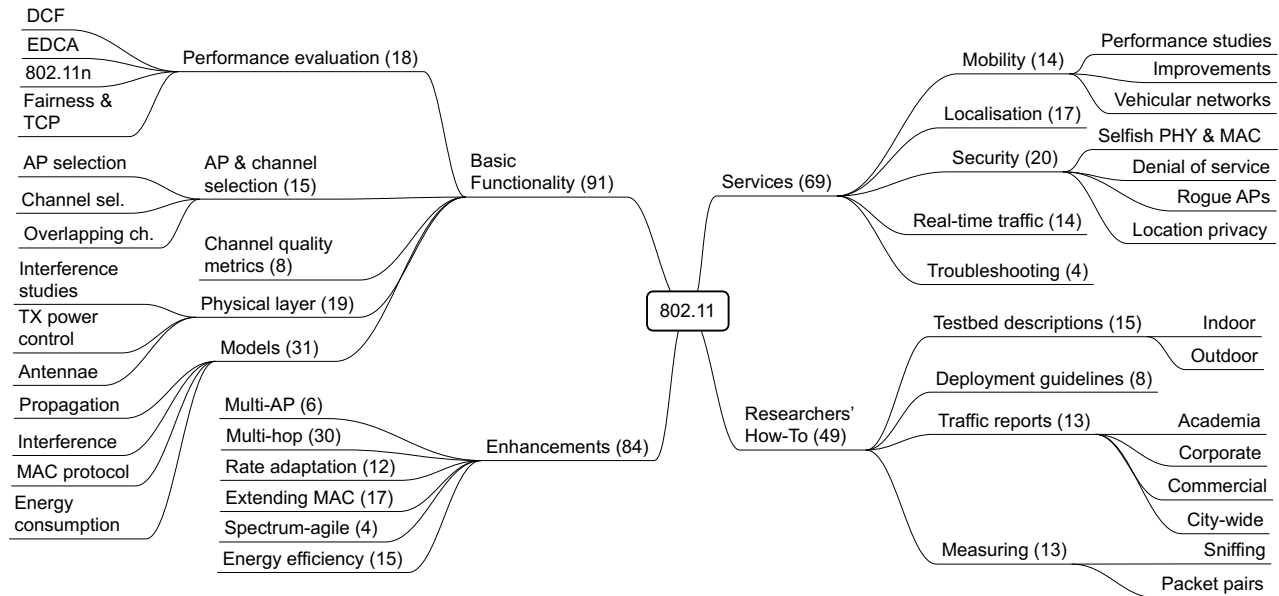 DCF
EDCA
802.11n
Fairness &
TCP
Performance evaluation (18)
AP selection
Channel sel.
Overlapping ch.
AP & channel
selection (15)
Channel quality
metrics (8)
Interference
studies
TX power
control
Antennae
Physical layer (19)
Propagation
Interference
MAC protocol
Energy
consumption
Models (31)
Basic
Functionality (91)
Multi-AP (6)
Multi-hop (30)
Rate adaptation (12)
Extending MAC (17)
Spectrum-agile (4)
Energy efficiency (15)
Enhancements (84)
802.11
Services (69)
Mobility (14)
Performance studies
Improvements
Vehicular networks
Localisation (17)
Security (20)
Selfish PHY & MAC
Denial of service
Rogue APs
Location privacy
Real-time traffic (14)
Troubleshooting (4)
Researchers'
How-To (49)
Testbed descriptions (15)
Indoor
Outdoor
Deployment guidelines (8)
Traffic reports (13)
Academia
Corporate
Commercial
City-wide
Measuring (13)
Sniffing
Packet pairs